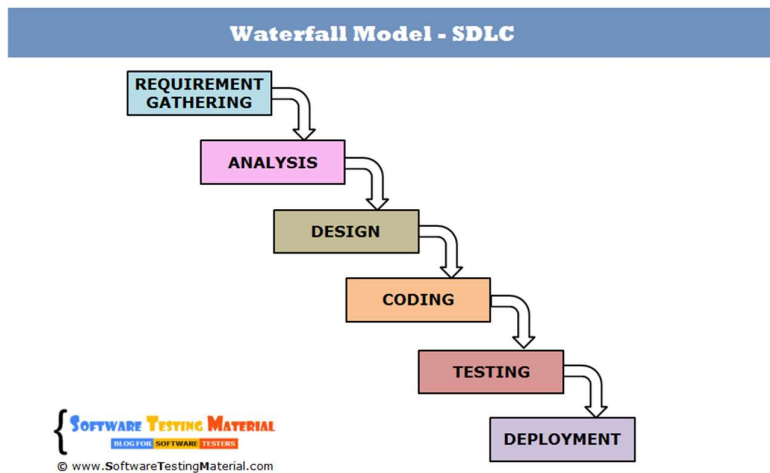 Waterfall Model - SDLC
REQUIREMENT
GATHERING
ANALYSIS
DESIGN
CODING
TESTING
DEPLOYMENT
SOFTWARE TESTING MATERIAL
BLOG FOR SOFTWARE TESTERS
© www.SoftwareTestingMaterial.com